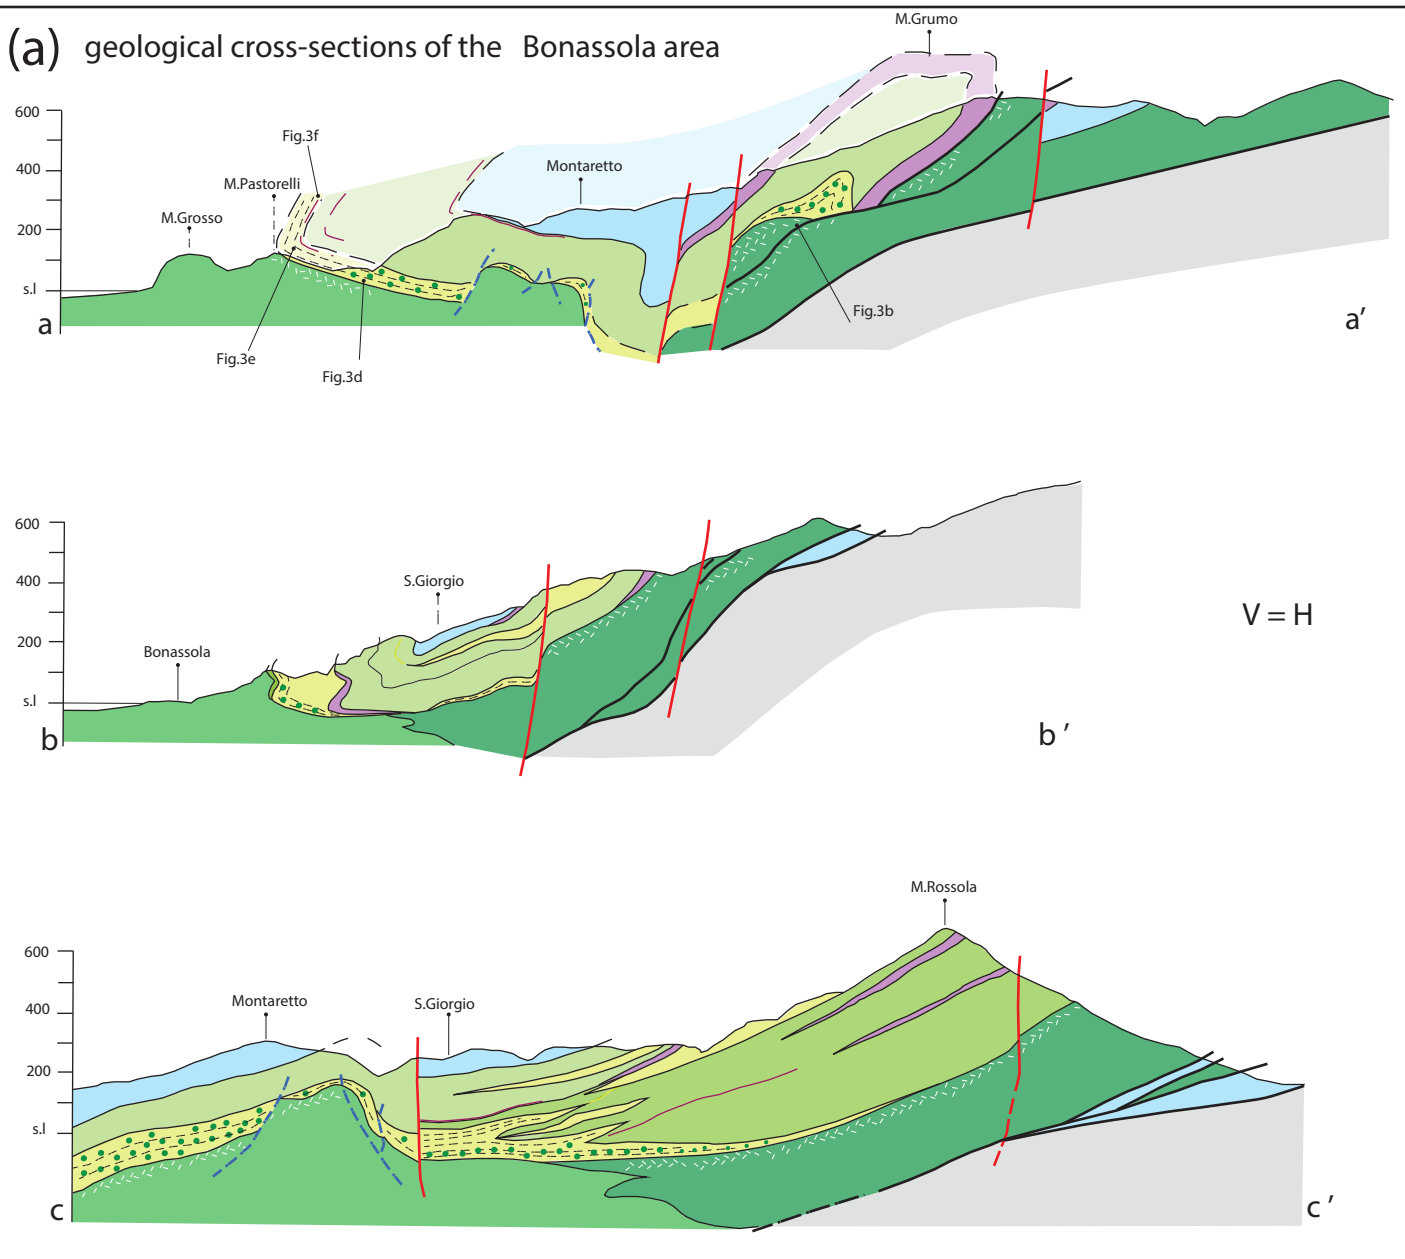 (a) geological cross-sections of the Bonassola area
M.Grumo
600
Fig.3f
400
Montaretto
M.Pastorelli
M.Grosso
200
s.l
Fig.3b
a
a′
Fig.3e
Fig.3d
600
400
S.Giorgio
V = H
200
Bonassola
s.l
b
b ′
M.Rossola
600
Montaretto
S.Giorgio
400
200
s.l
c
c ′